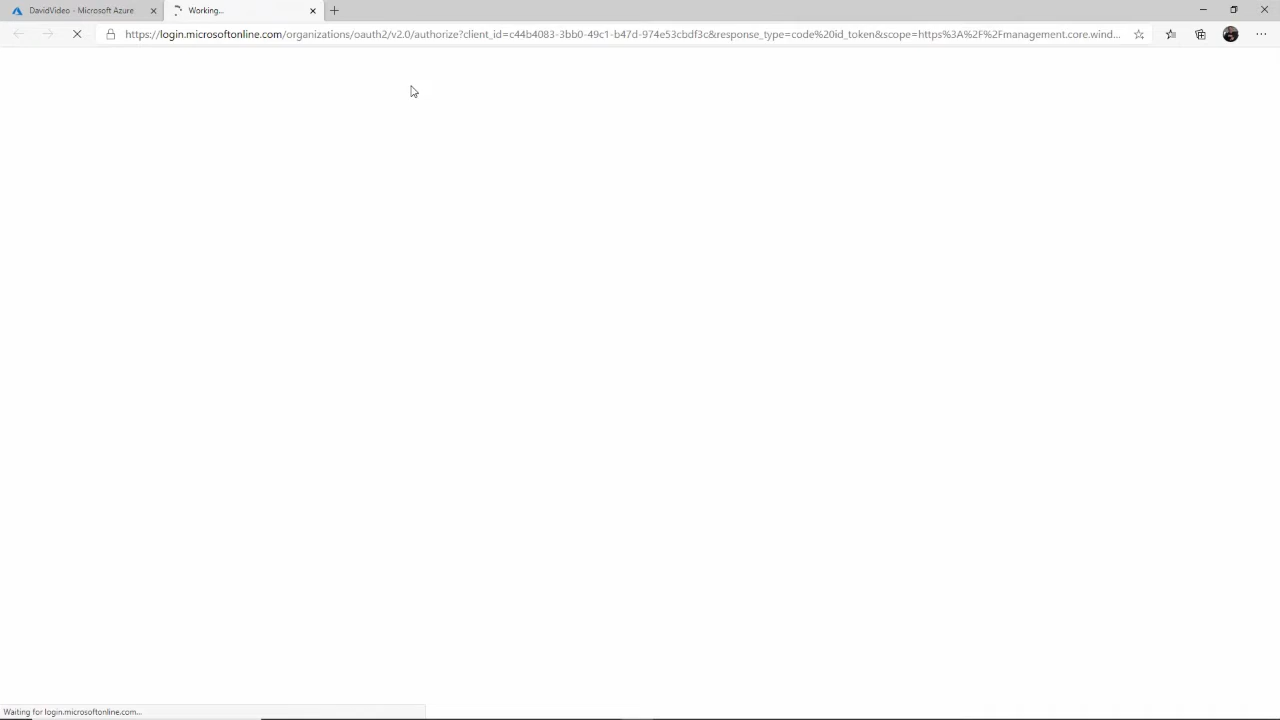 DavidVideo - Microsoft Azure
Working...
https://login.microsoftonline.com/organizations/oauth2/v2.0/authorize?client_id=c44b4083-3bb0-49c1-b47d-974e53cbdf3c&response_type=code%20id_token&scope=https%3A%2F%2Fmanagement.core.wind...
Waiting for login.microsoftonline.com...